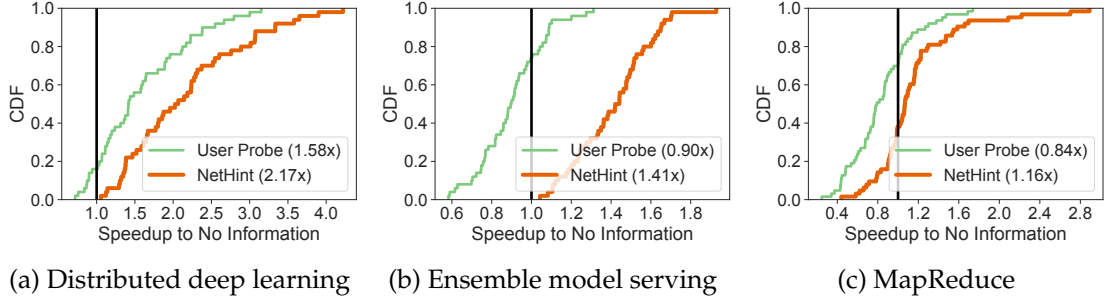 CDF
1.0
0.8
0.6
0.4
0.2
0.0
User Probe (1.58x)
NetHint (2.17x)
1.0 1.5 2.0 2.5 3.0 3.5 4.0
Speedup to No Information
(a) Distributed deep learning
CDF
1.0
0.8
0.6
0.4
0.2
0.0
User Probe (0.90x)
NetHint (1.41x)
0.6 0.8 1.0 1.2 1.4 1.6 1.8
Speedup to No Information
(b) Ensemble model serving
CDF
1.0
0.8
0.6
0.4
0.2
0.0
User Probe (0.84x)
NetHint (1.16x)
0.4 0.8 1.2 1.6 2.0 2.4 2.8
Speedup to No Information
(c) MapReduce